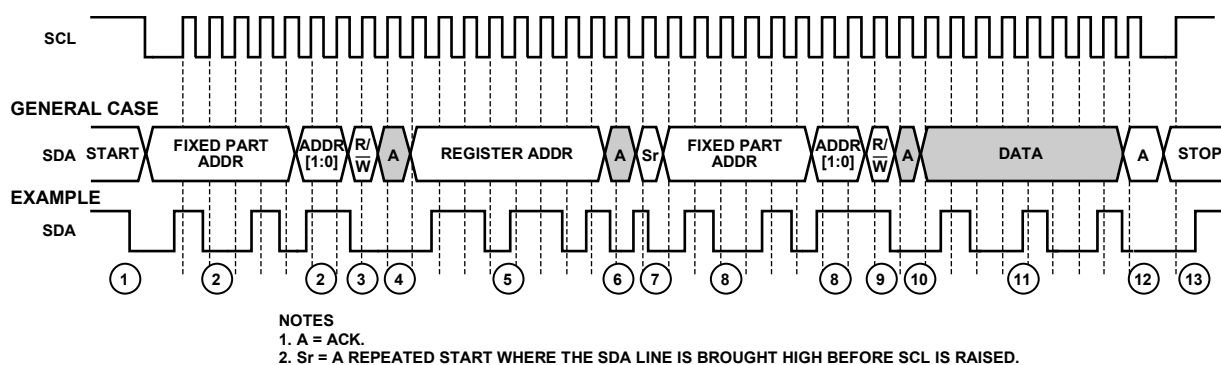 SCL
GENERAL CASE
SDA START FIXED PART ADDR ADDR [1:0] R/W A REGISTER ADDR A Sr FIXED PART ADDR ADDR [1:0] R/W A DATA A STOP
EXAMPLE
SDA
1 2 2 3 4 5 6 7 8 8 9 10 11 12 13
NOTES
1. A = ACK.
2. Sr = A REPEATED START WHERE THE SDA LINE IS BROUGHT HIGH BEFORE SCL IS RAISED.